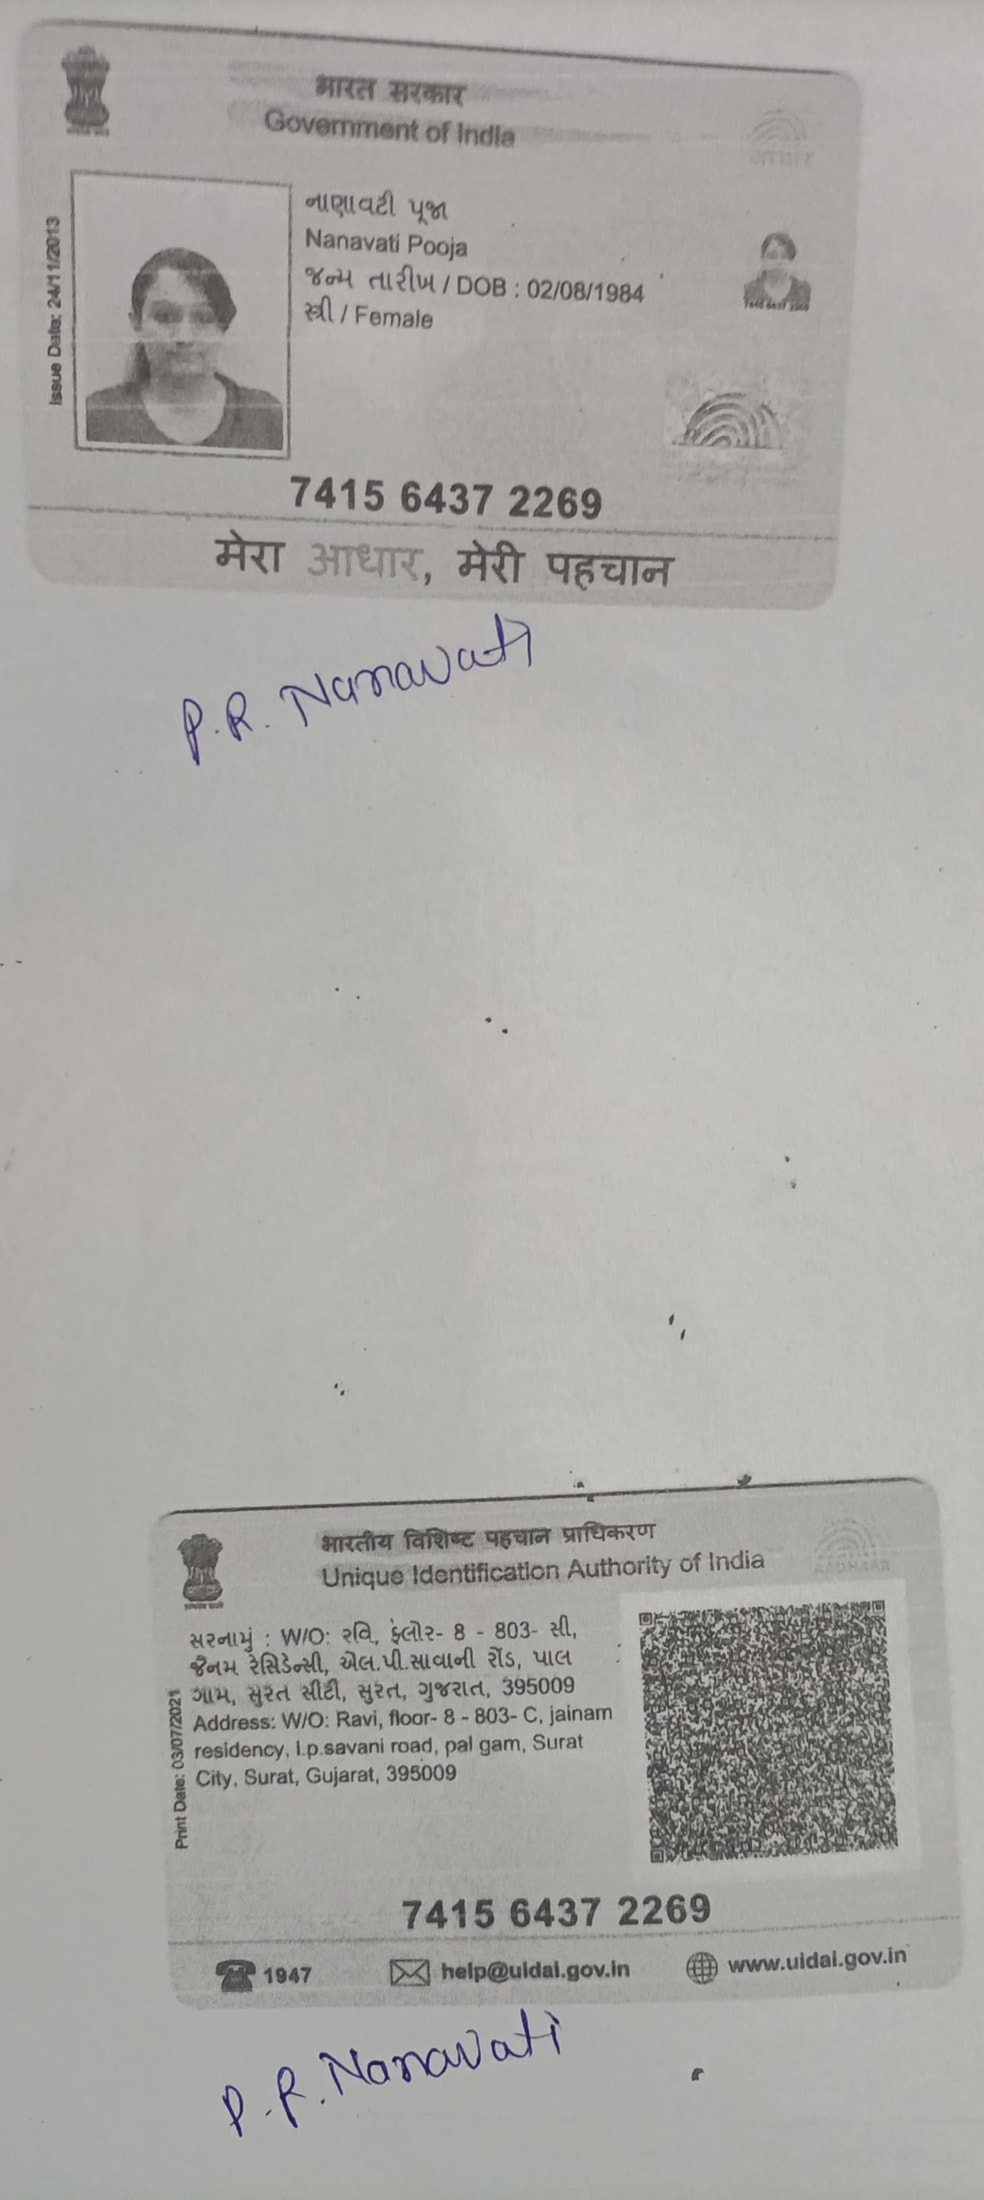 भारत सरकार
Government of India
Issue Date: 24/11/2013
નાણાવટી પૂજા
Nanavati Pooja
જન્મ તારીખ / DOB : 02/08/1984
સ્ત્રી / Female
7415 6437 2269
मेरा आधार, मेरी पहचान
P.R. Nanavati
भारतीय विशिष्ट पहचान प्राधिकरण
Unique Identification Authority of India
AADHAAR
Print Date: 03/07/2021
સરનામું : W/O: રવિ, ફ્લોર- 8 - 803- સી,
જૈનમ રેસિડેન્સી, એલ.પી.સાવાની રોડ, પાલ
ગામ, સુરત સીટી, સુરત, ગુજરાત, 395009
Address: W/O: Ravi, floor- 8 - 803- C, jainam
residency, l.p.savani road, pal gam, Surat
City, Surat, Gujarat, 395009
7415 6437 2269
1947
help@uidai.gov.in
www.uidai.gov.in
P.R. Nanavati